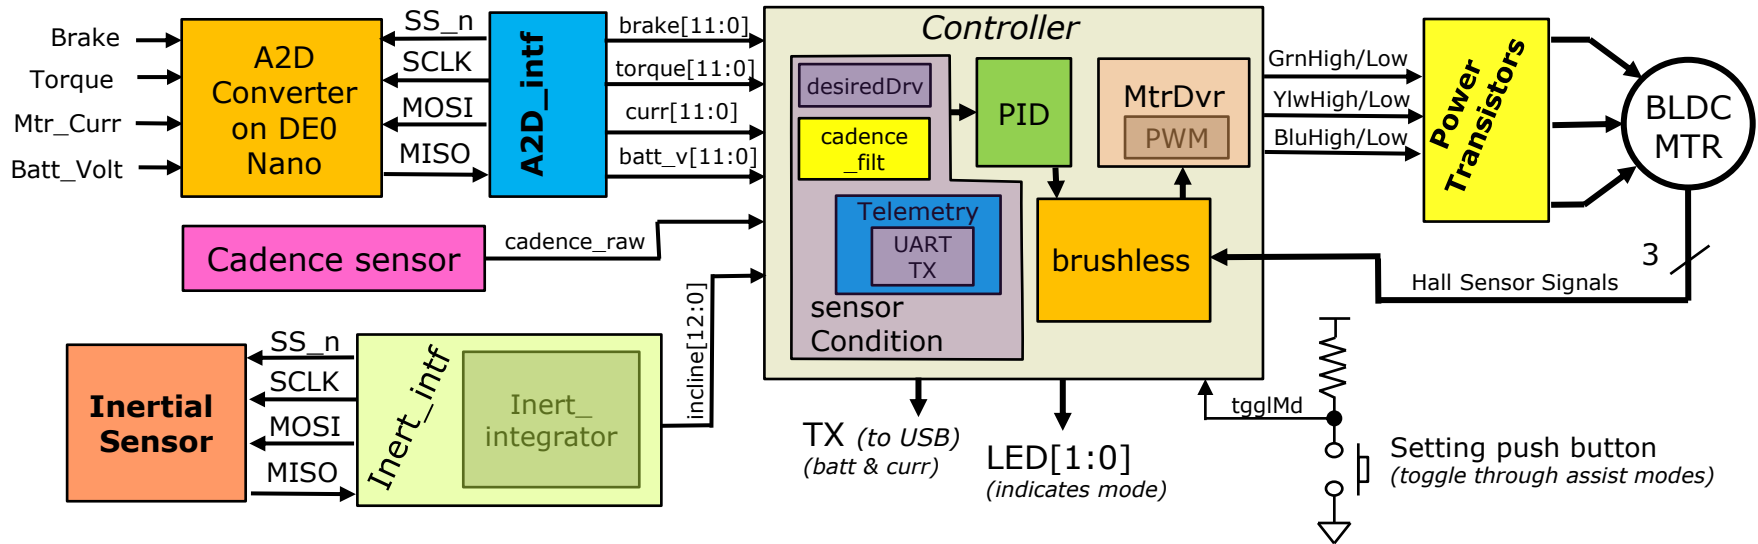 Brake
Torque
Mtr_Curr
Batt_Volt
A2D
Converter
on DE0
Nano
SS_n
SCLK
MOSI
MISO
A2D_intf
brake[11:0]
torque[11:0]
curr[11:0]
batt_v[11:0]
Cadence sensor
cadence_raw
Inertial
Sensor
SS_n
SCLK
MOSI
MISO
Inert_intf
Inert_
integrator
incline[12:0]
Controller
desiredDrv
cadence
_filt
Telemetry
UART
TX
sensor
Condition
PID
MtrDvr
PWM
brushless
GrnHigh/Low
YlwHigh/Low
BluHigh/Low
Power
Transistors
BLDC
MTR
3
Hall Sensor Signals
TX (to USB)
(batt & curr)
LED[1:0]
(indicates mode)
tgglMd
Setting push button
(toggle through assist modes)